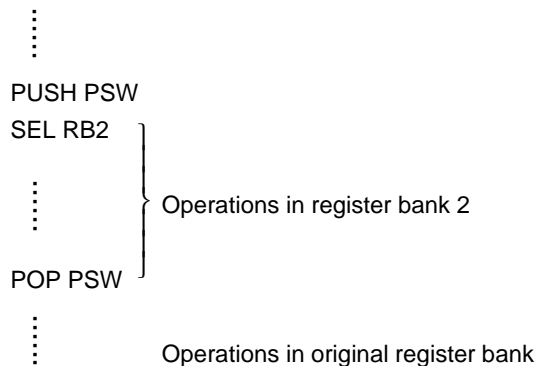 PUSH PSW
SEL RB2
Operations in register bank 2
POP PSW
Operations in original register bank